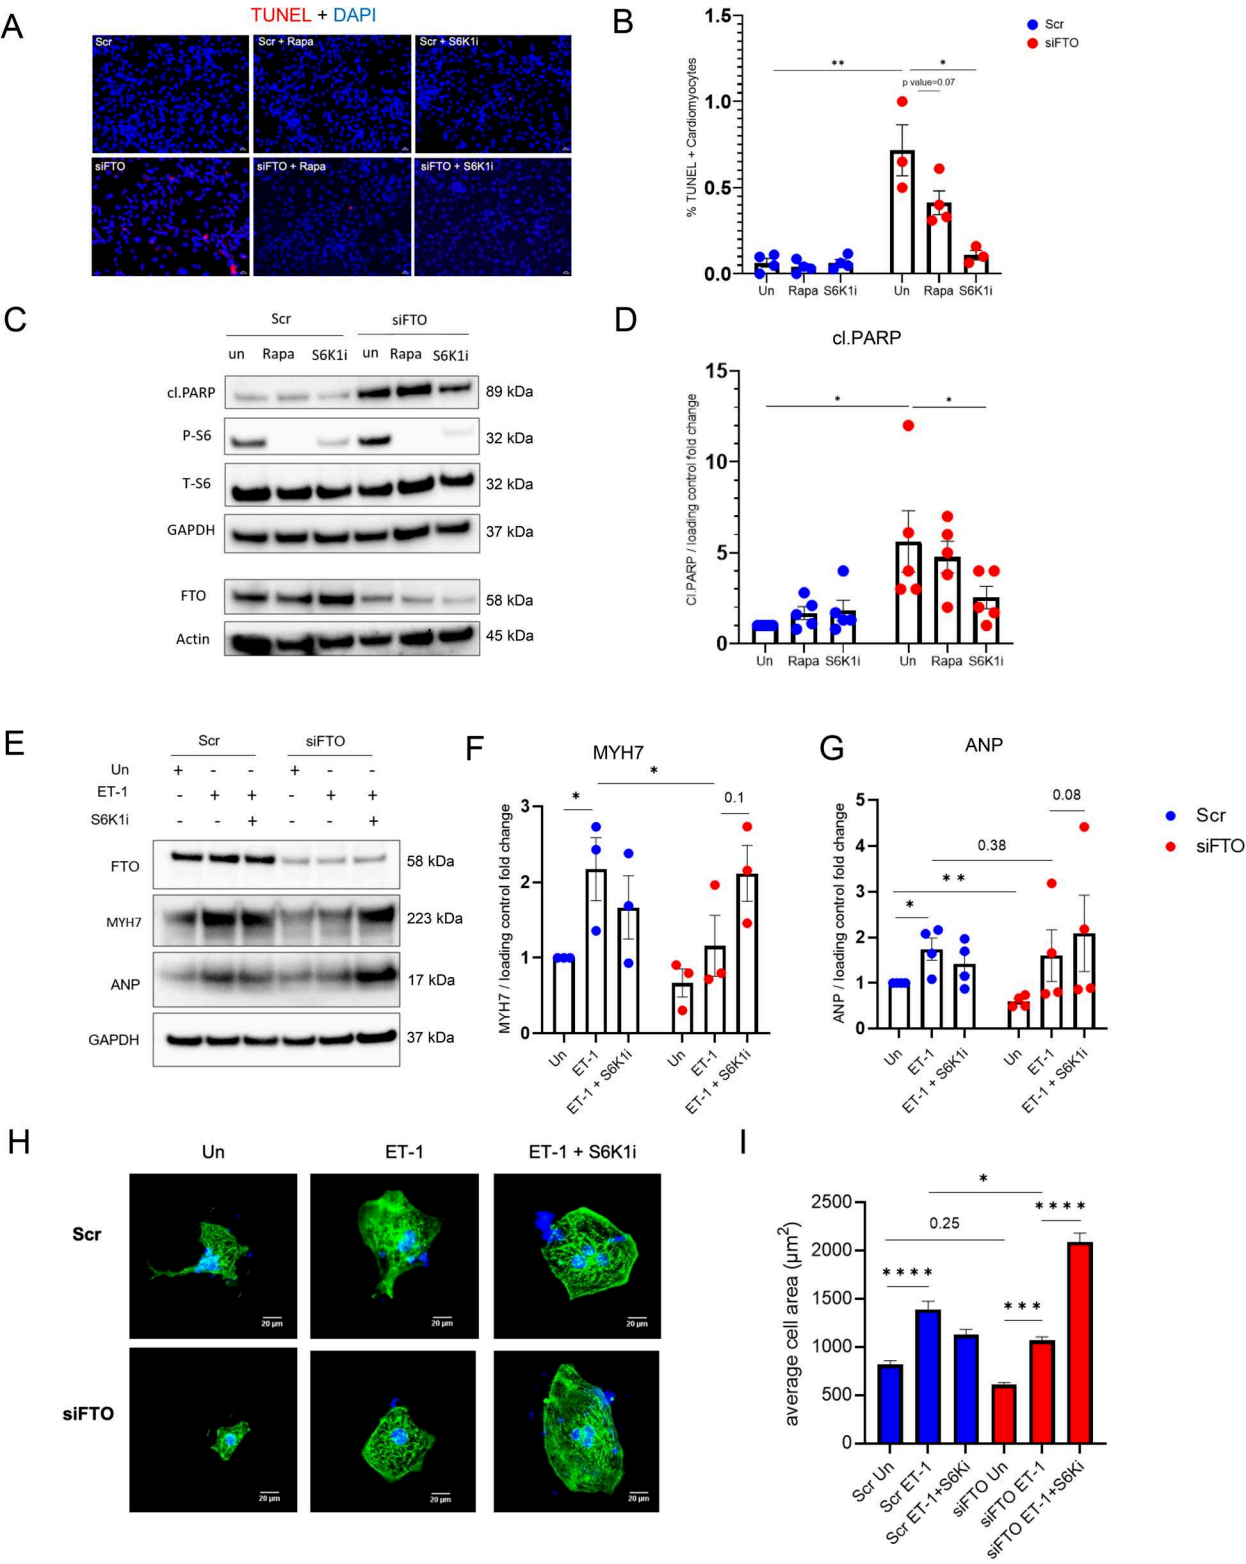 A
TUNEL + DAPI
Scr
Scr + Rapa
Scr + S6K1i
siFTO
siFTO + Rapa
siFTO + S6K1i
B
% TUNEL + Cardiomyocytes
1.5
1.0
0.5
0.0
**
*
p value=0.07
Un Rapa S6K1i Un Rapa S6K1i
Scr
siFTO
C
Scr siFTO
un Rapa S6K1i un Rapa S6K1i
cl.PARP 89 kDa
P-S6 32 kDa
T-S6 32 kDa
GAPDH 37 kDa
FTO 58 kDa
Actin 45 kDa
D
cl.PARP
Cl.PARP / loading control fold change
15
10
5
0
*
*
Un Rapa S6K1i Un Rapa S6K1i
E
Scr siFTO
Un + - - + - -
ET-1 - + + - + +
S6K1i - - + - - +
FTO 58 kDa
MYH7 223 kDa
ANP 17 kDa
GAPDH 37 kDa
F
MYH7
MYH7 / loading control fold change
3
2
1
0
*
*
0.1
Un ET-1 ET-1 + S6K1i Un ET-1 ET-1 + S6K1i
G
ANP
ANP / loading control fold change
5
4
3
2
1
0
0.08
0.38
**
*
Un ET-1 ET-1 + S6K1i Un ET-1 ET-1 + S6K1i
Scr
siFTO
H
Un ET-1 ET-1 + S6K1i
Scr
20 µm 20 µm 20 µm
siFTO
20 µm 20 µm 20 µm
I
average cell area (µm²)
2500
2000
1500
1000
500
0
*
****
0.25
****
***
Scr Un
Scr ET-1
Scr ET-1+S6Ki
siFTO Un
siFTO ET-1
siFTO ET-1+S6Ki